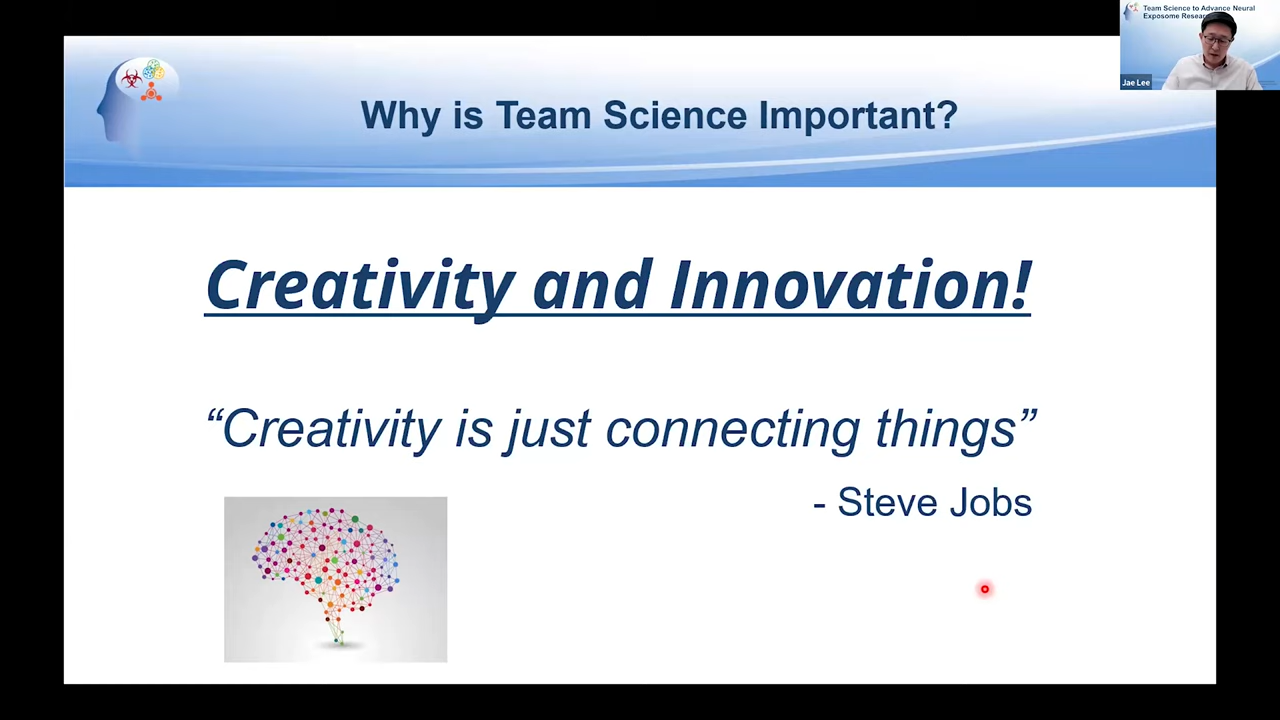 Team Science to Advance Neural
Exposome Research
Jae Lee
Why is Team Science Important?
Creativity and Innovation!
“Creativity is just connecting things”
- Steve Jobs